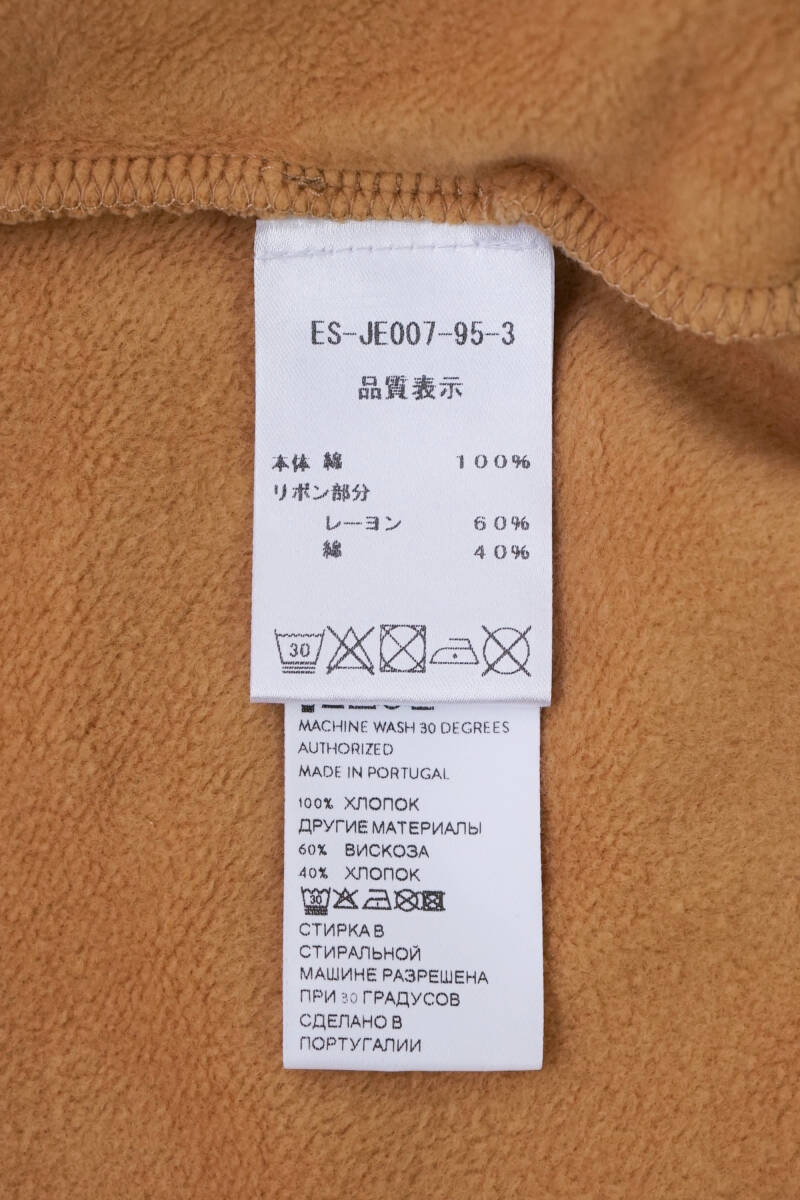 ES-JE007-95-3
品質表示
本体 綿 100%
リボン部分
レーヨン 60%
綿 40%
30
MACHINE WASH 30 DEGREES
AUTHORIZED
MADE IN PORTUGAL
100% ХЛОПОК
ДРУГИЕ МАТЕРИАЛЫ
60% ВИСКОЗА
40% ХЛОПОК
30
СТИРКА В
СТИРАЛЬНОЙ
МАШИНЕ РАЗРЕШЕНА
ПРИ 30 ГРАДУСОВ
СДЕЛАНО В
ПОРТУГАЛИИ